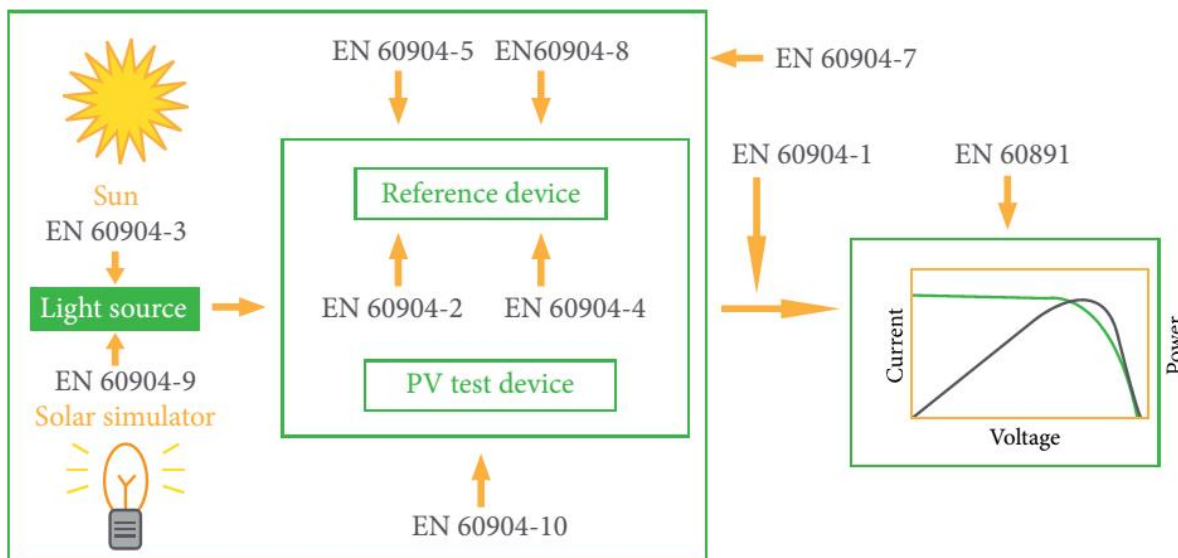 EN 60904-5
EN60904-8
EN 60904-7
EN 60904-1
EN 60891
Reference device
Sun
EN 60904-3
Light source
EN 60904-2
EN 60904-4
EN 60904-9
Solar simulator
PV test device
EN 60904-10
Current
Power
Voltage